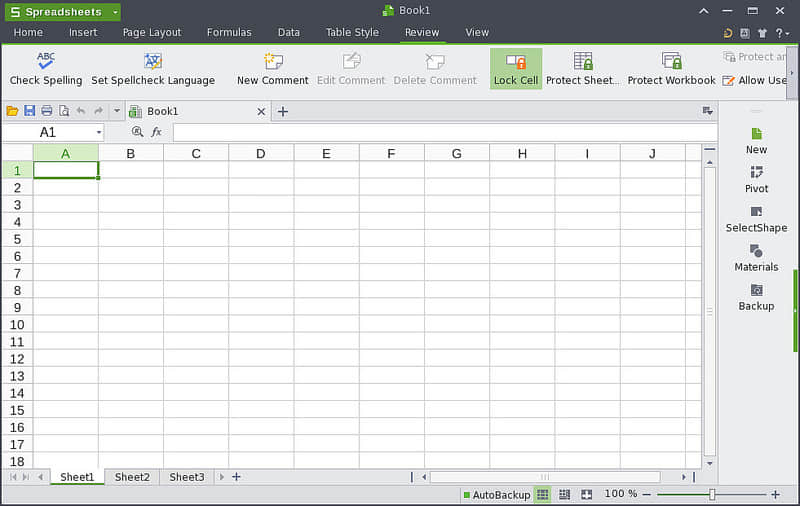 Spreadsheets
Book1
Home Insert Page Layout Formulas Data Table Style Review View
Check Spelling Set Spellcheck Language New Comment Edit Comment Delete Comment Lock Cell Protect Sheet... Protect Workbook
Protect
Allow Use
Book1
A1 fx
A B C D E F G H I J
1
2
3
4
5
6
7
8
9
10
11
12
13
14
15
16
17
18
New
Pivot
SelectShape
Materials
Backup
Sheet1 Sheet2 Sheet3
AutoBackup 100 %